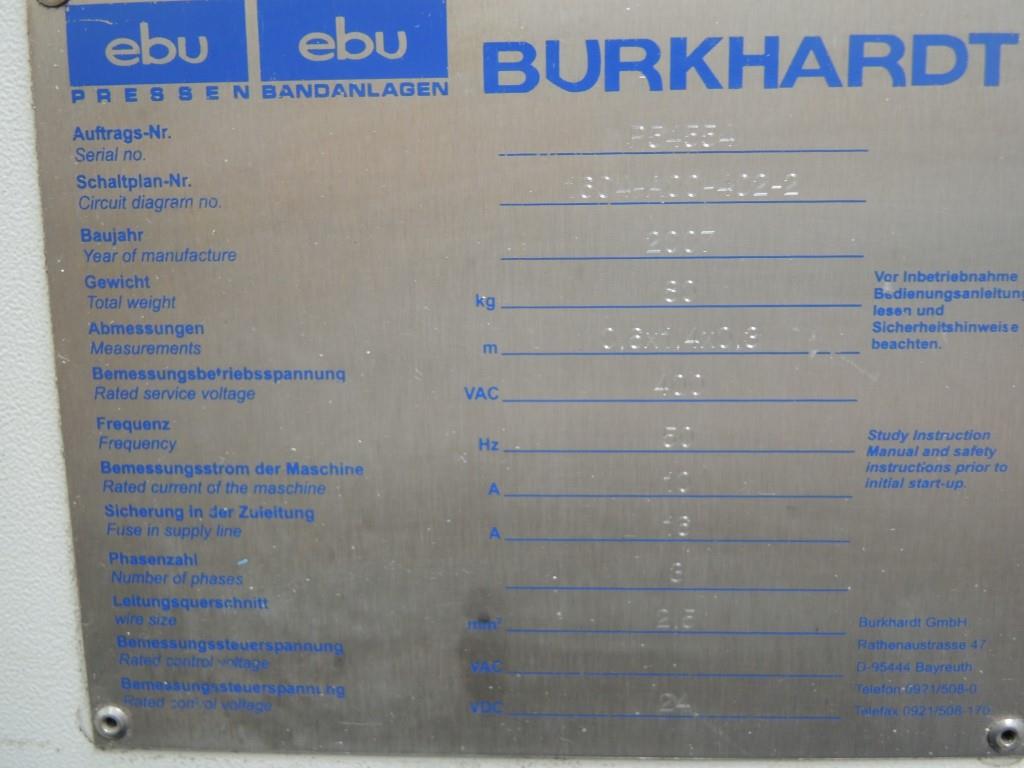 ebu ebu BURKHARDT
PRESSEN BANDANLAGEN
Auftrags-Nr.
Serial no.
Schaltplan-Nr.
Circuit diagram no.
Baujahr
Year of manufacture 2007
Gewicht
Total weight kg
Abmessungen
Measurements m
Bemessungsbetriebsspannung
Rated service voltage VAC 400
Frequenz
Frequency Hz 50
Bemessungsstrom der Maschine
Rated current of the maschine A
Sicherung in der Zuleitung
Fuse in supply line A
Phasenzahl
Number of phases 3
Leitungsquerschnitt
wire size mm² 2.5
Bemessungssteuerspannung
Rated control voltage VAC
Bemessungssteuerspannung
Rated control voltage VDC 24
Vor Inbetriebnahme
Bedienungsanleitung
lesen und
Sicherheitshinweise
beachten.
Study Instruction
Manual and safety
instructions prior to
initial start-up.
Burkhardt GmbH
Rathenaustrasse 47
D-95444 Bayreuth
Telefon 0921/508-0
Telefax 0921/508-170